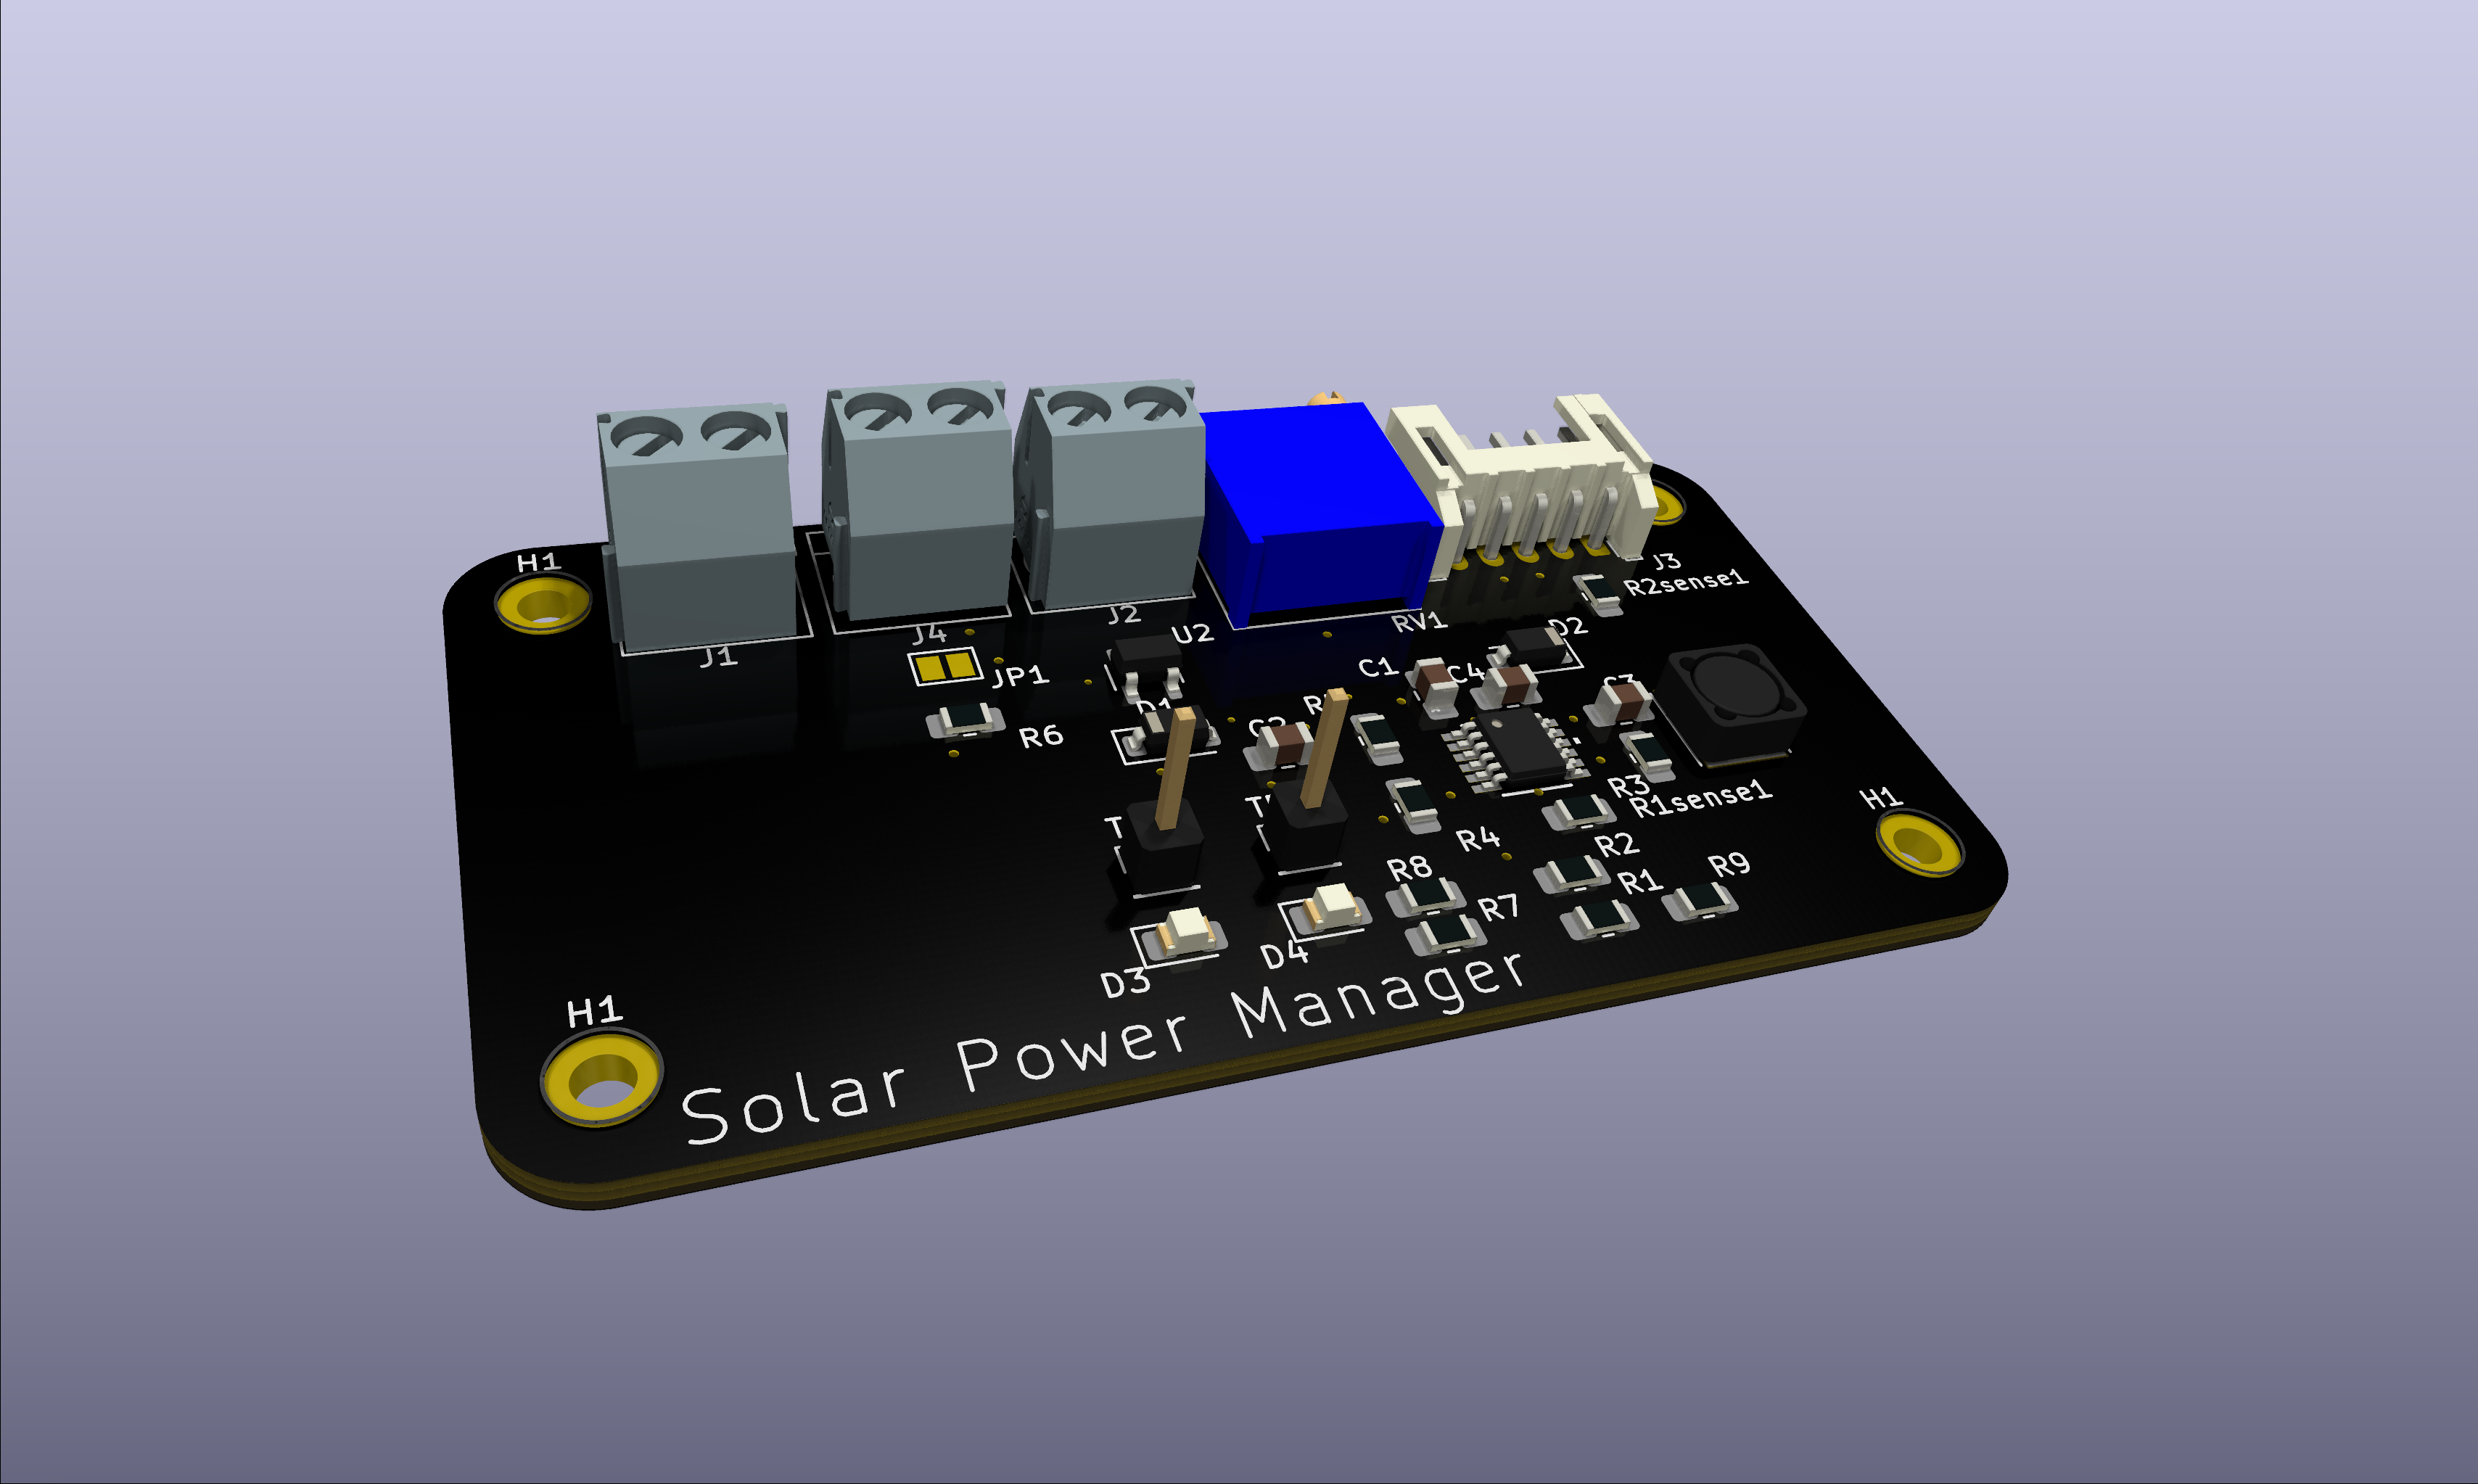 H1
J1
J4
J2
RV1
J3
R2sense1
JP1
U2
D2
C1
C4
R6
D1
R3
R1sense1
H1
R4
R2
R8
R1
R9
R7
D3
D4
H1
Solar Power Manager